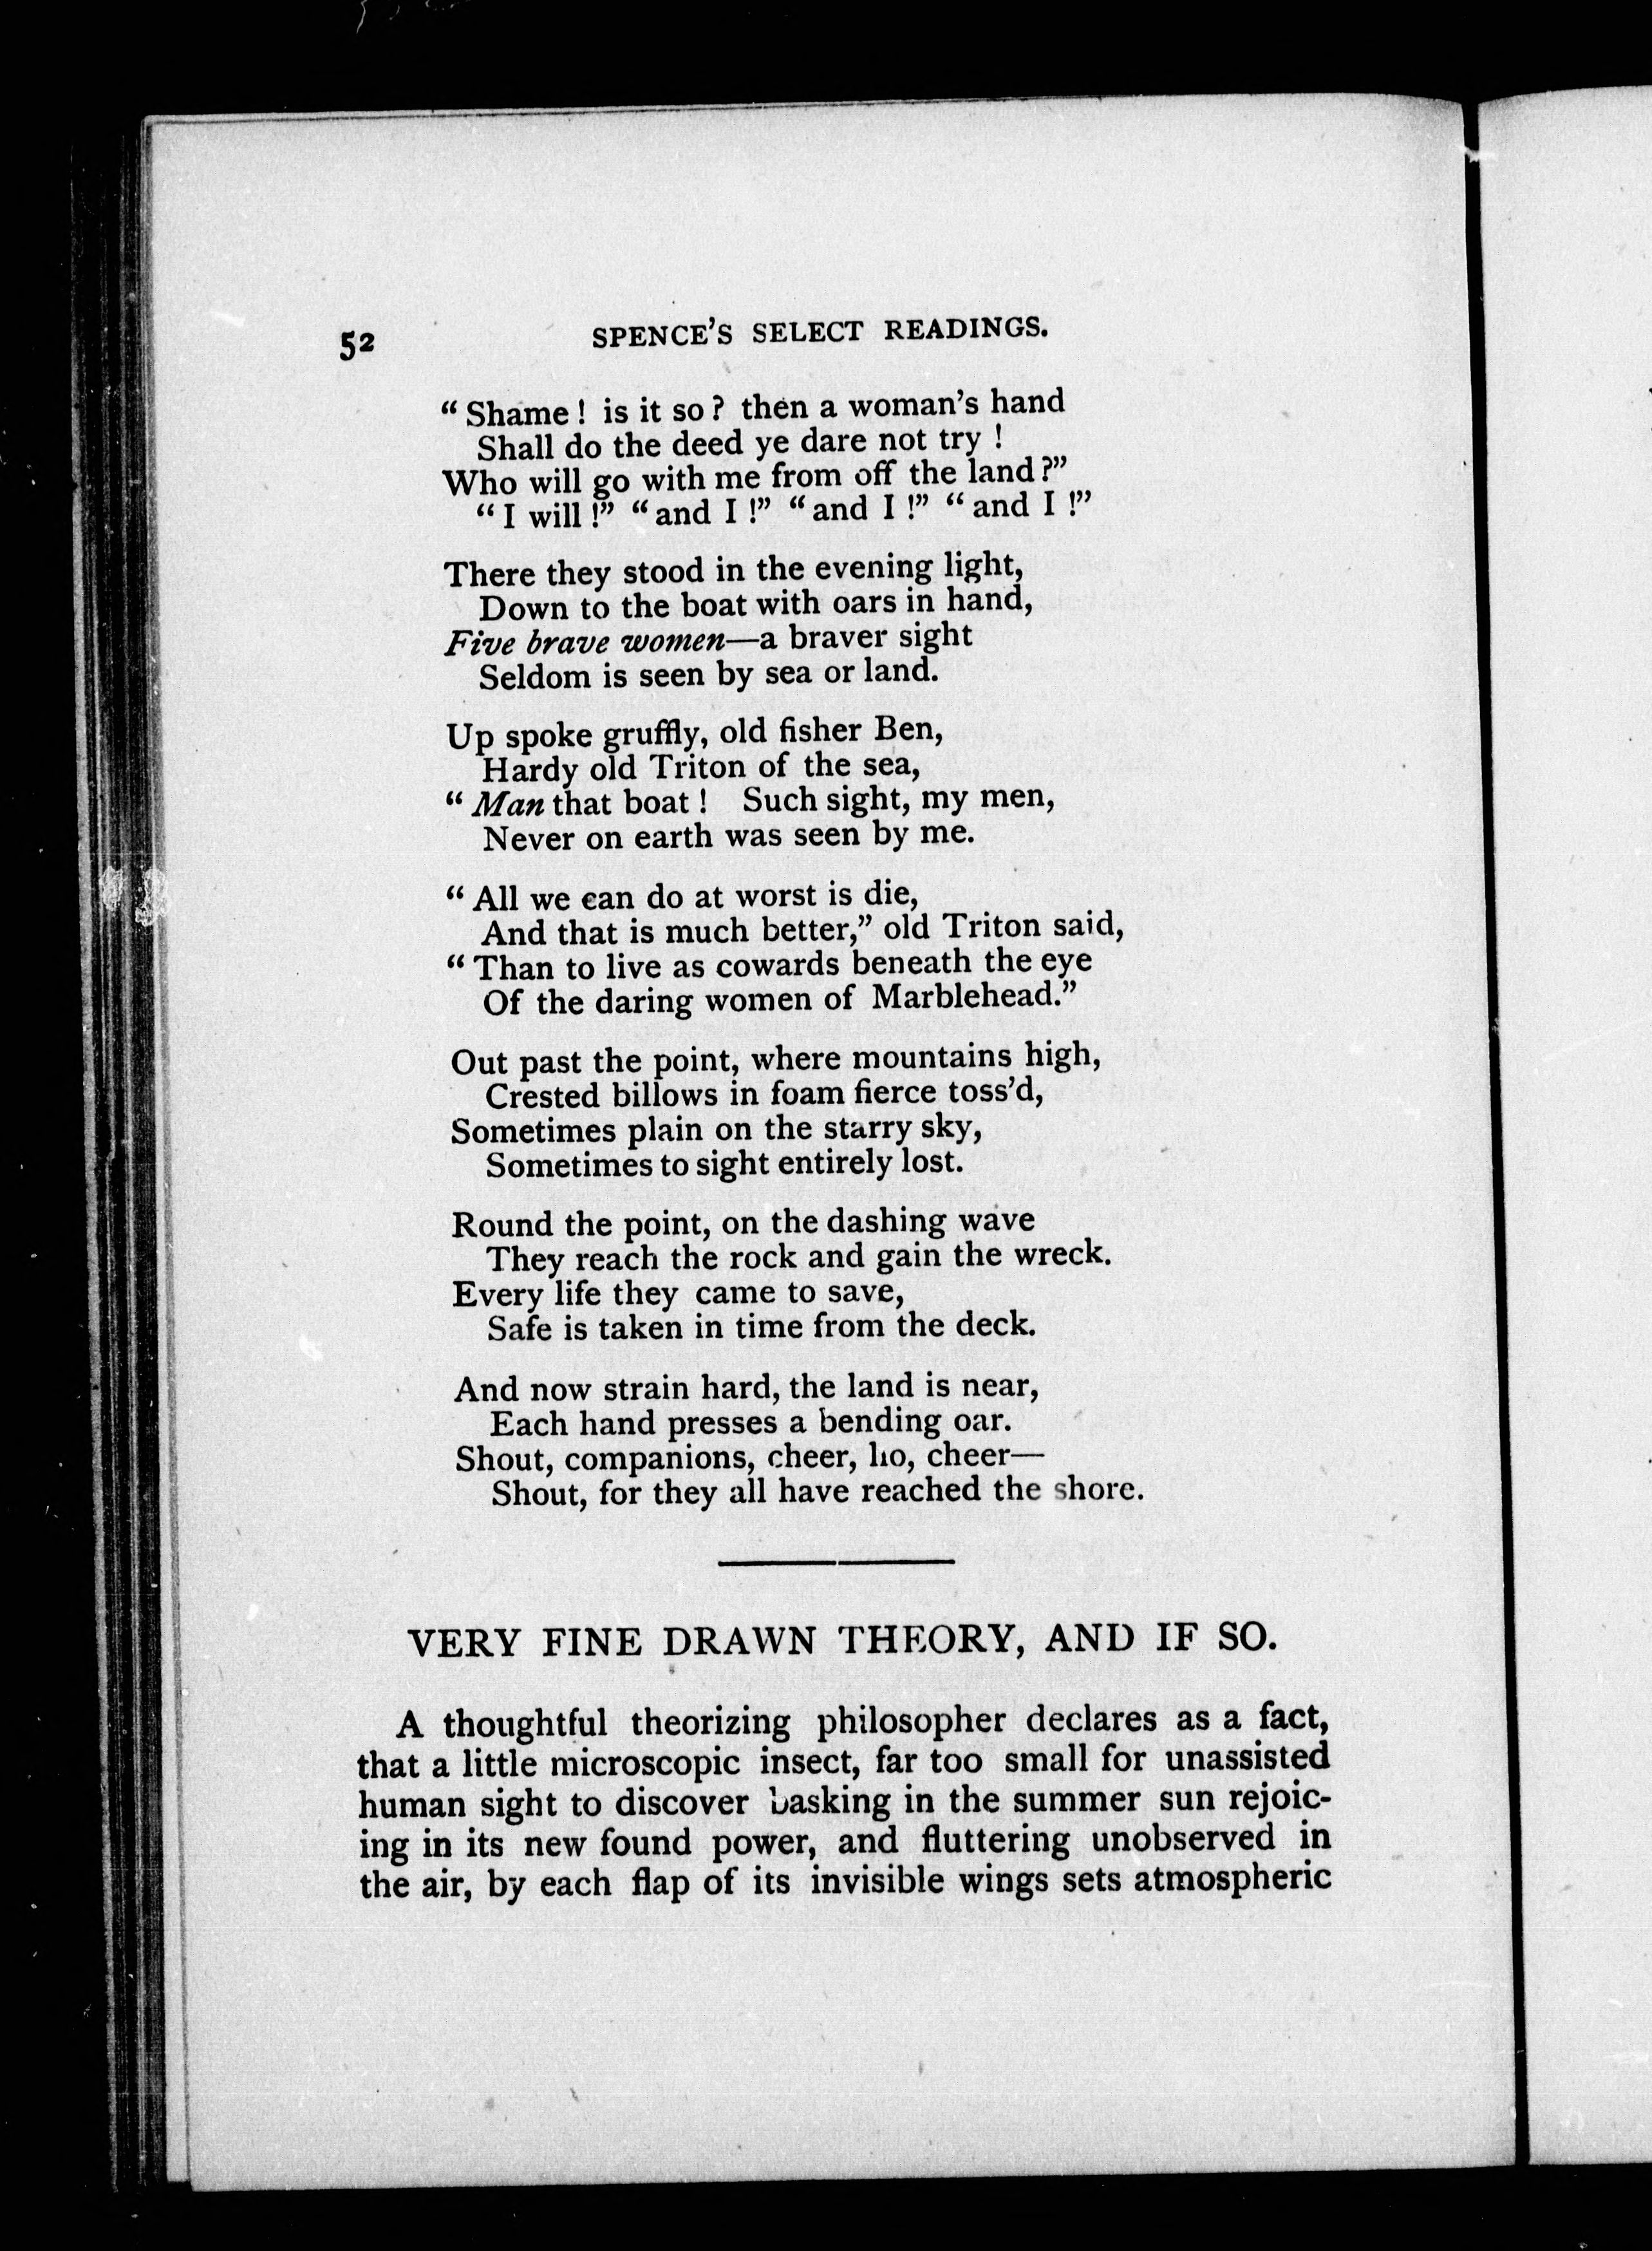 52 SPENCE'S SELECT READINGS.
“Shame! is it so? then a woman's hand
Shall do the deed ye dare not try!
Who will go with me from off the land?”
“I will!” “and I!” “and I!” “and I!”
There they stood in the evening light,
Down to the boat with oars in hand,
Five brave women—a braver sight
Seldom is seen by sea or land.
Up spoke gruffly, old fisher Ben,
Hardy old Triton of the sea,
“Man that boat! Such sight, my men,
Never on earth was seen by me.
“All we can do at worst is die,
And that is much better,” old Triton said,
“Than to live as cowards beneath the eye
Of the daring women of Marblehead.”
Out past the point, where mountains high,
Crested billows in foam fierce toss'd,
Sometimes plain on the starry sky,
Sometimes to sight entirely lost.
Round the point, on the dashing wave
They reach the rock and gain the wreck.
Every life they came to save,
Safe is taken in time from the deck.
And now strain hard, the land is near,
Each hand presses a bending oar.
Shout, companions, cheer, ho, cheer—
Shout, for they all have reached the shore.
VERY FINE DRAWN THEORY, AND IF SO.
A thoughtful theorizing philosopher declares as a fact,
that a little microscopic insect, far too small for unassisted
human sight to discover basking in the summer sun rejoic-
ing in its new found power, and fluttering unobserved in
the air, by each flap of its invisible wings sets atmospheric